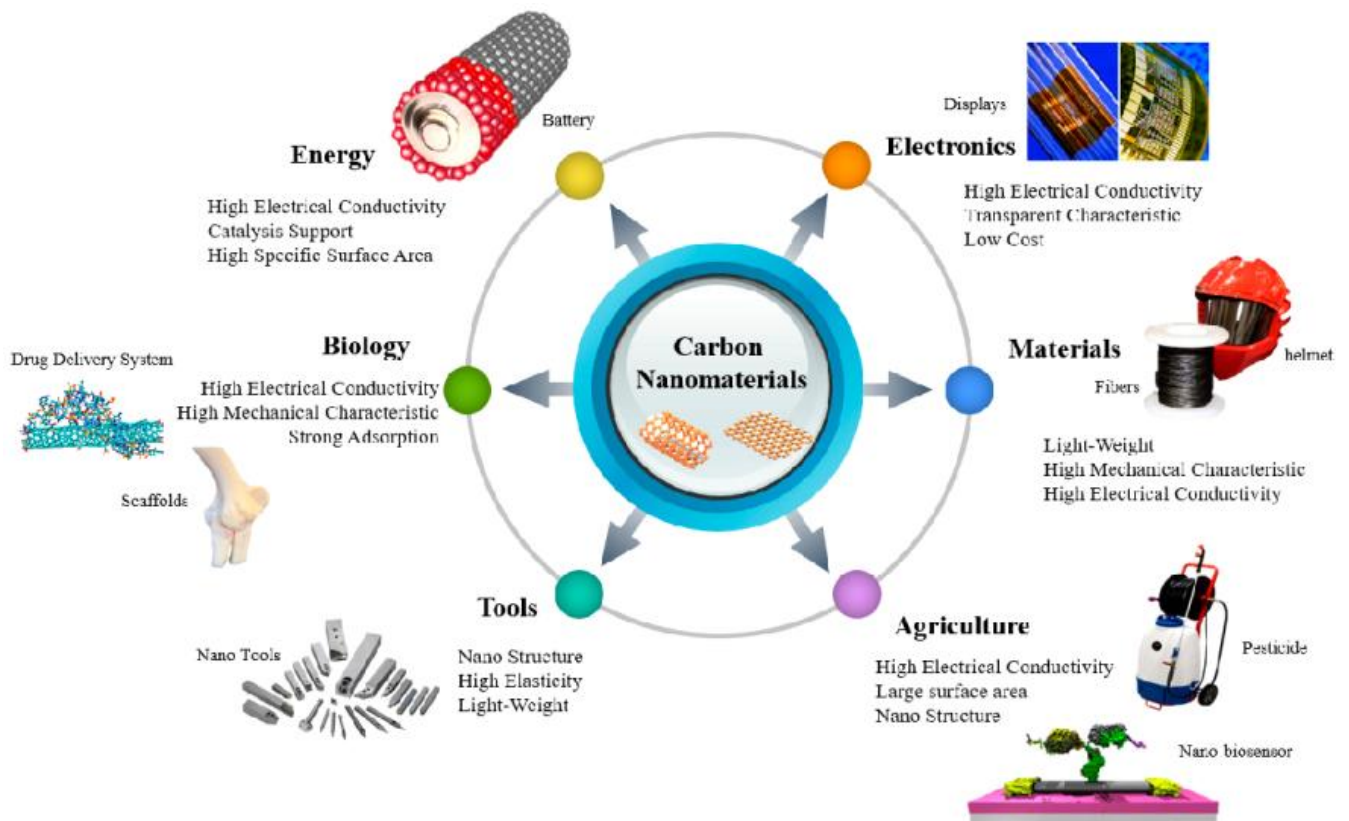 Battery
Energy
High Electrical Conductivity
Catalysis Support
High Specific Surface Area
Displays
Electronics
High Electrical Conductivity
Transparent Characteristic
Low Cost
Drug Delivery System
Biology
High Electrical Conductivity
High Mechanical Characteristic
Strong Adsorption
Scaffolds
Carbon
Nanomaterials
Materials
helmet
Fibers
Light-Weight
High Mechanical Characteristic
High Electrical Conductivity
Tools
Nano Tools
Nano Structure
High Elasticity
Light-Weight
Agriculture
High Electrical Conductivity
Large surface area
Nano Structure
Pesticide
Nano biosensor